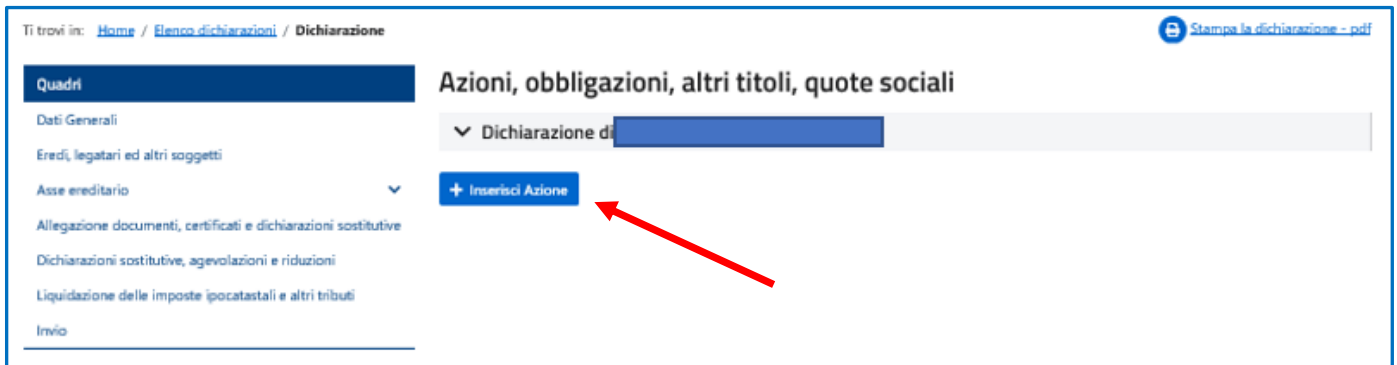 Ti trovi in: Home / Elenco dichiarazioni / Dichiarazione
Stampa la dichiarazione - pdf
Quadri
Dati Generali
Eredi, legatari ed altri soggetti
Asse ereditario
Allegazione documenti, certificati e dichiarazioni sostitutive
Dichiarazioni sostitutive, agevolazioni e riduzioni
Liquidazione delle imposte ipocatastali e altri tributi
Invio
Azioni, obbligazioni, altri titoli, quote sociali
Dichiarazione di
+ Inserisci Azione